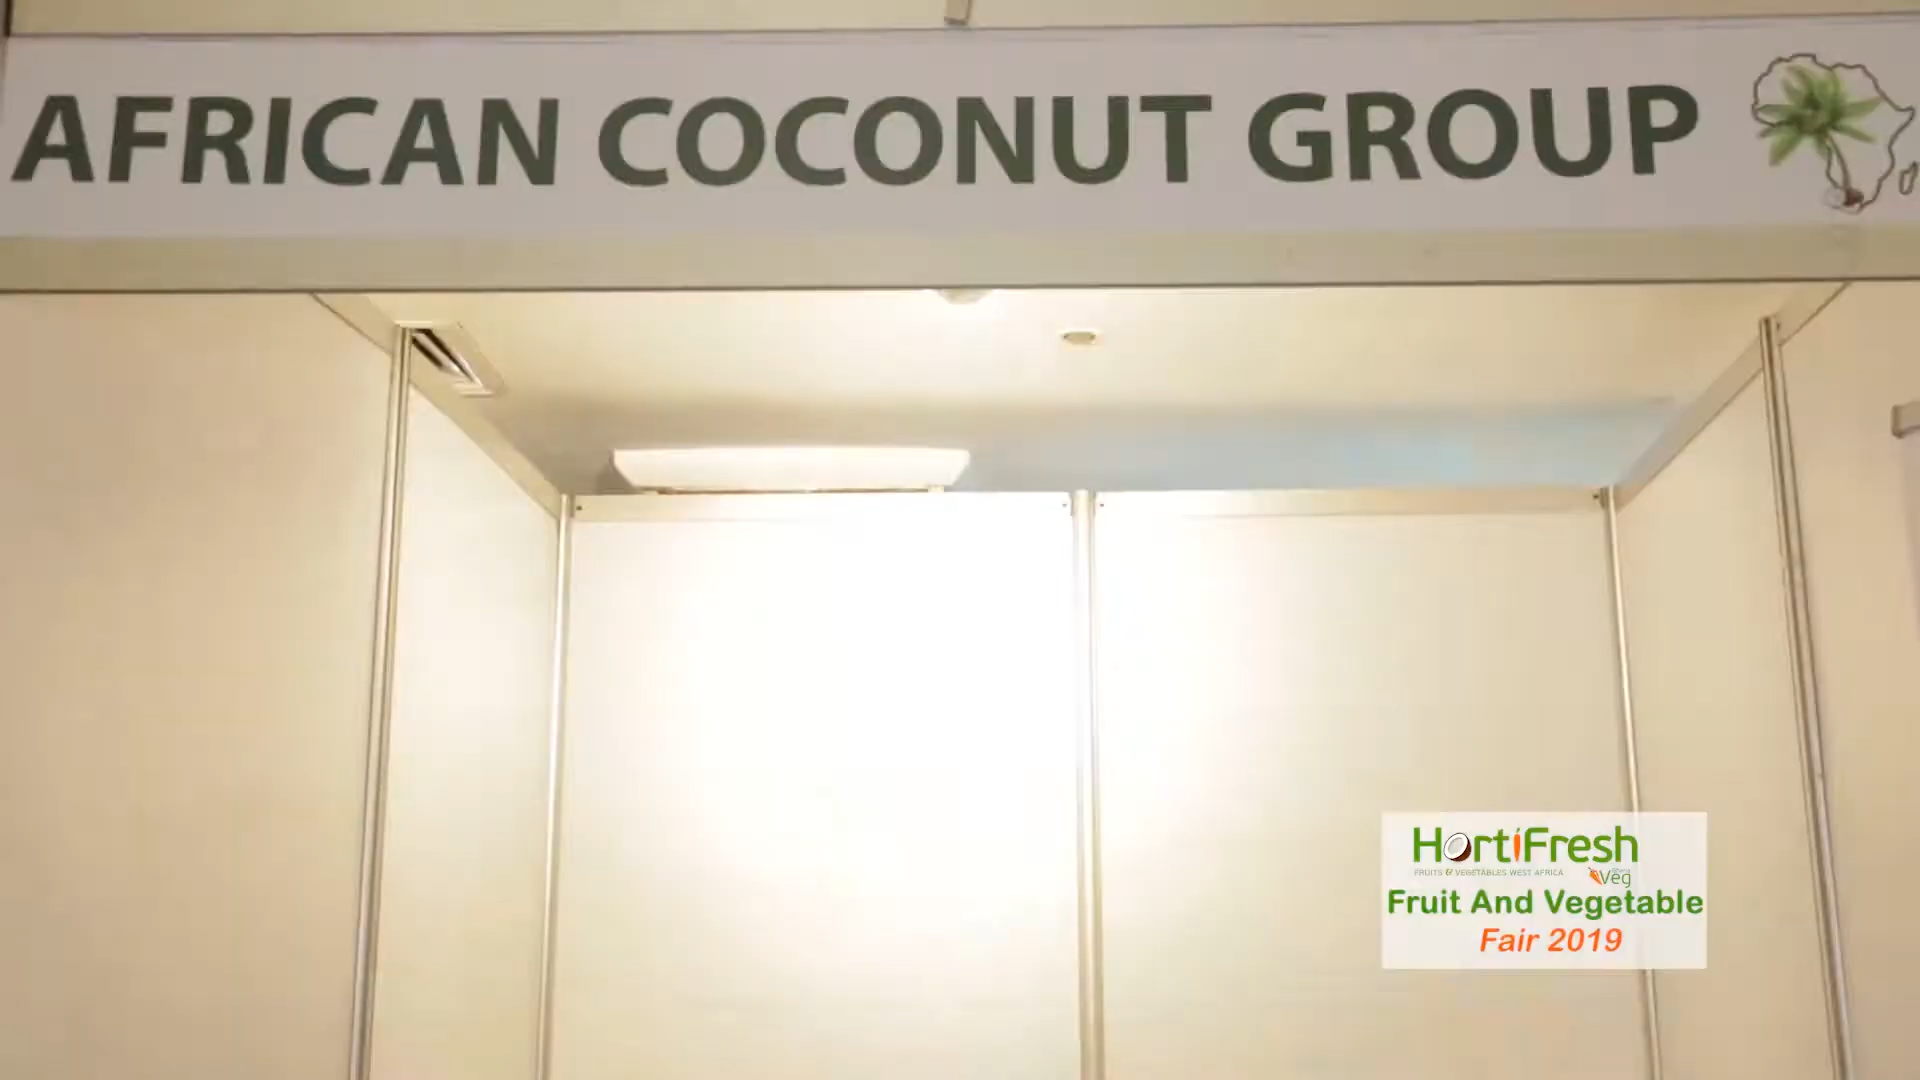 AFRICAN COCONUT GROUP
HortiFresh
FRUITS & VEGETABLES WEST AFRICA
Veg
Fruit And Vegetable
Fair 2019